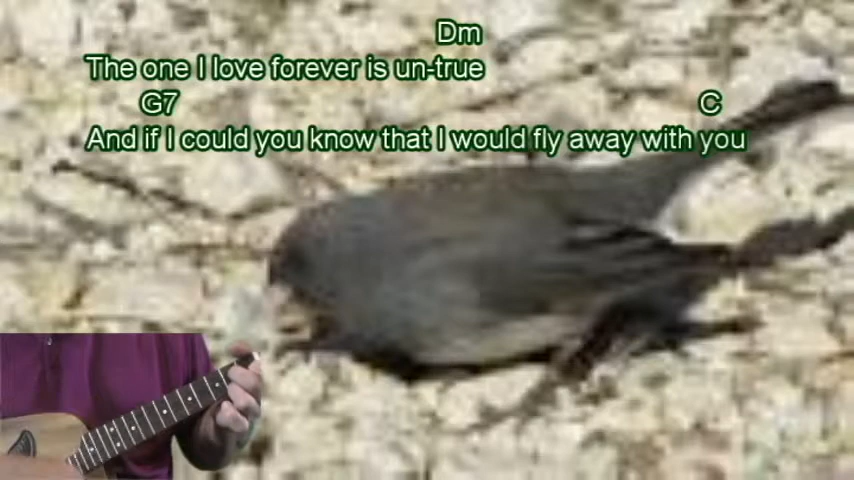 Dm
The one I love forever is un-true
G7 C
And if I could you know that I would fly away with you